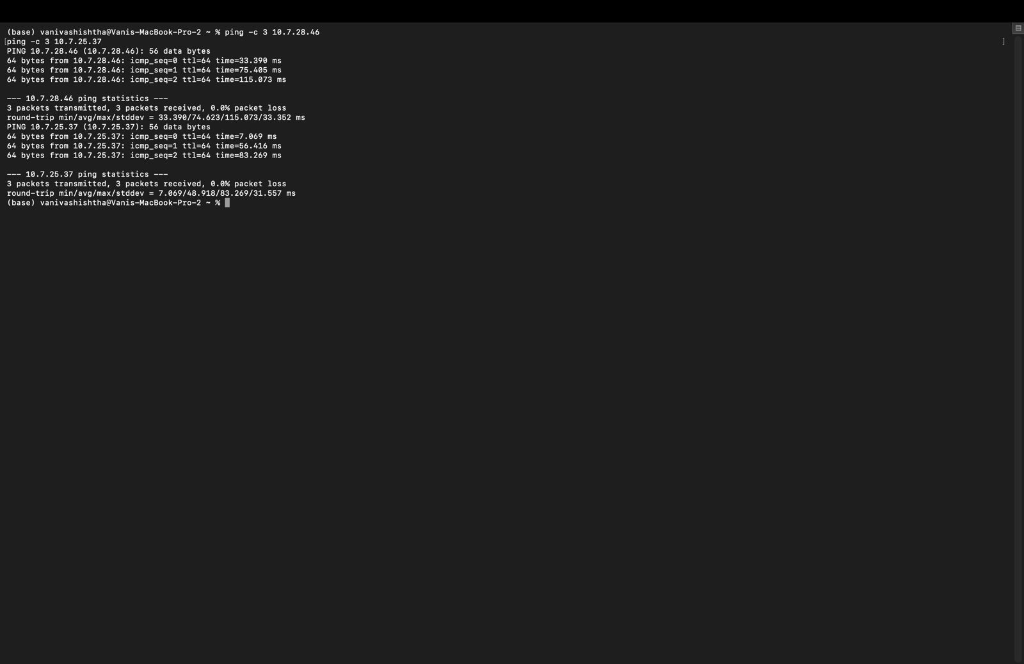 (base) vanivashishtha@Vanis-MacBook-Pro-2 ~ % ping -c 3 10.7.28.46
ping -c 3 10.7.25.37
PING 10.7.28.46 (10.7.28.46): 56 data bytes
64 bytes from 10.7.28.46: icmp_seq=0 ttl=64 time=33.390 ms
64 bytes from 10.7.28.46: icmp_seq=1 ttl=64 time=75.405 ms
64 bytes from 10.7.28.46: icmp_seq=2 ttl=64 time=115.073 ms

--- 10.7.28.46 ping statistics ---
3 packets transmitted, 3 packets received, 0.0% packet loss
round-trip min/avg/max/stddev = 33.390/74.623/115.073/33.352 ms
PING 10.7.25.37 (10.7.25.37): 56 data bytes
64 bytes from 10.7.25.37: icmp_seq=0 ttl=64 time=7.069 ms
64 bytes from 10.7.25.37: icmp_seq=1 ttl=64 time=56.416 ms
64 bytes from 10.7.25.37: icmp_seq=2 ttl=64 time=83.269 ms

--- 10.7.25.37 ping statistics ---
3 packets transmitted, 3 packets received, 0.0% packet loss
round-trip min/avg/max/stddev = 7.069/48.918/83.269/31.557 ms
(base) vanivashishtha@Vanis-MacBook-Pro-2 ~ %